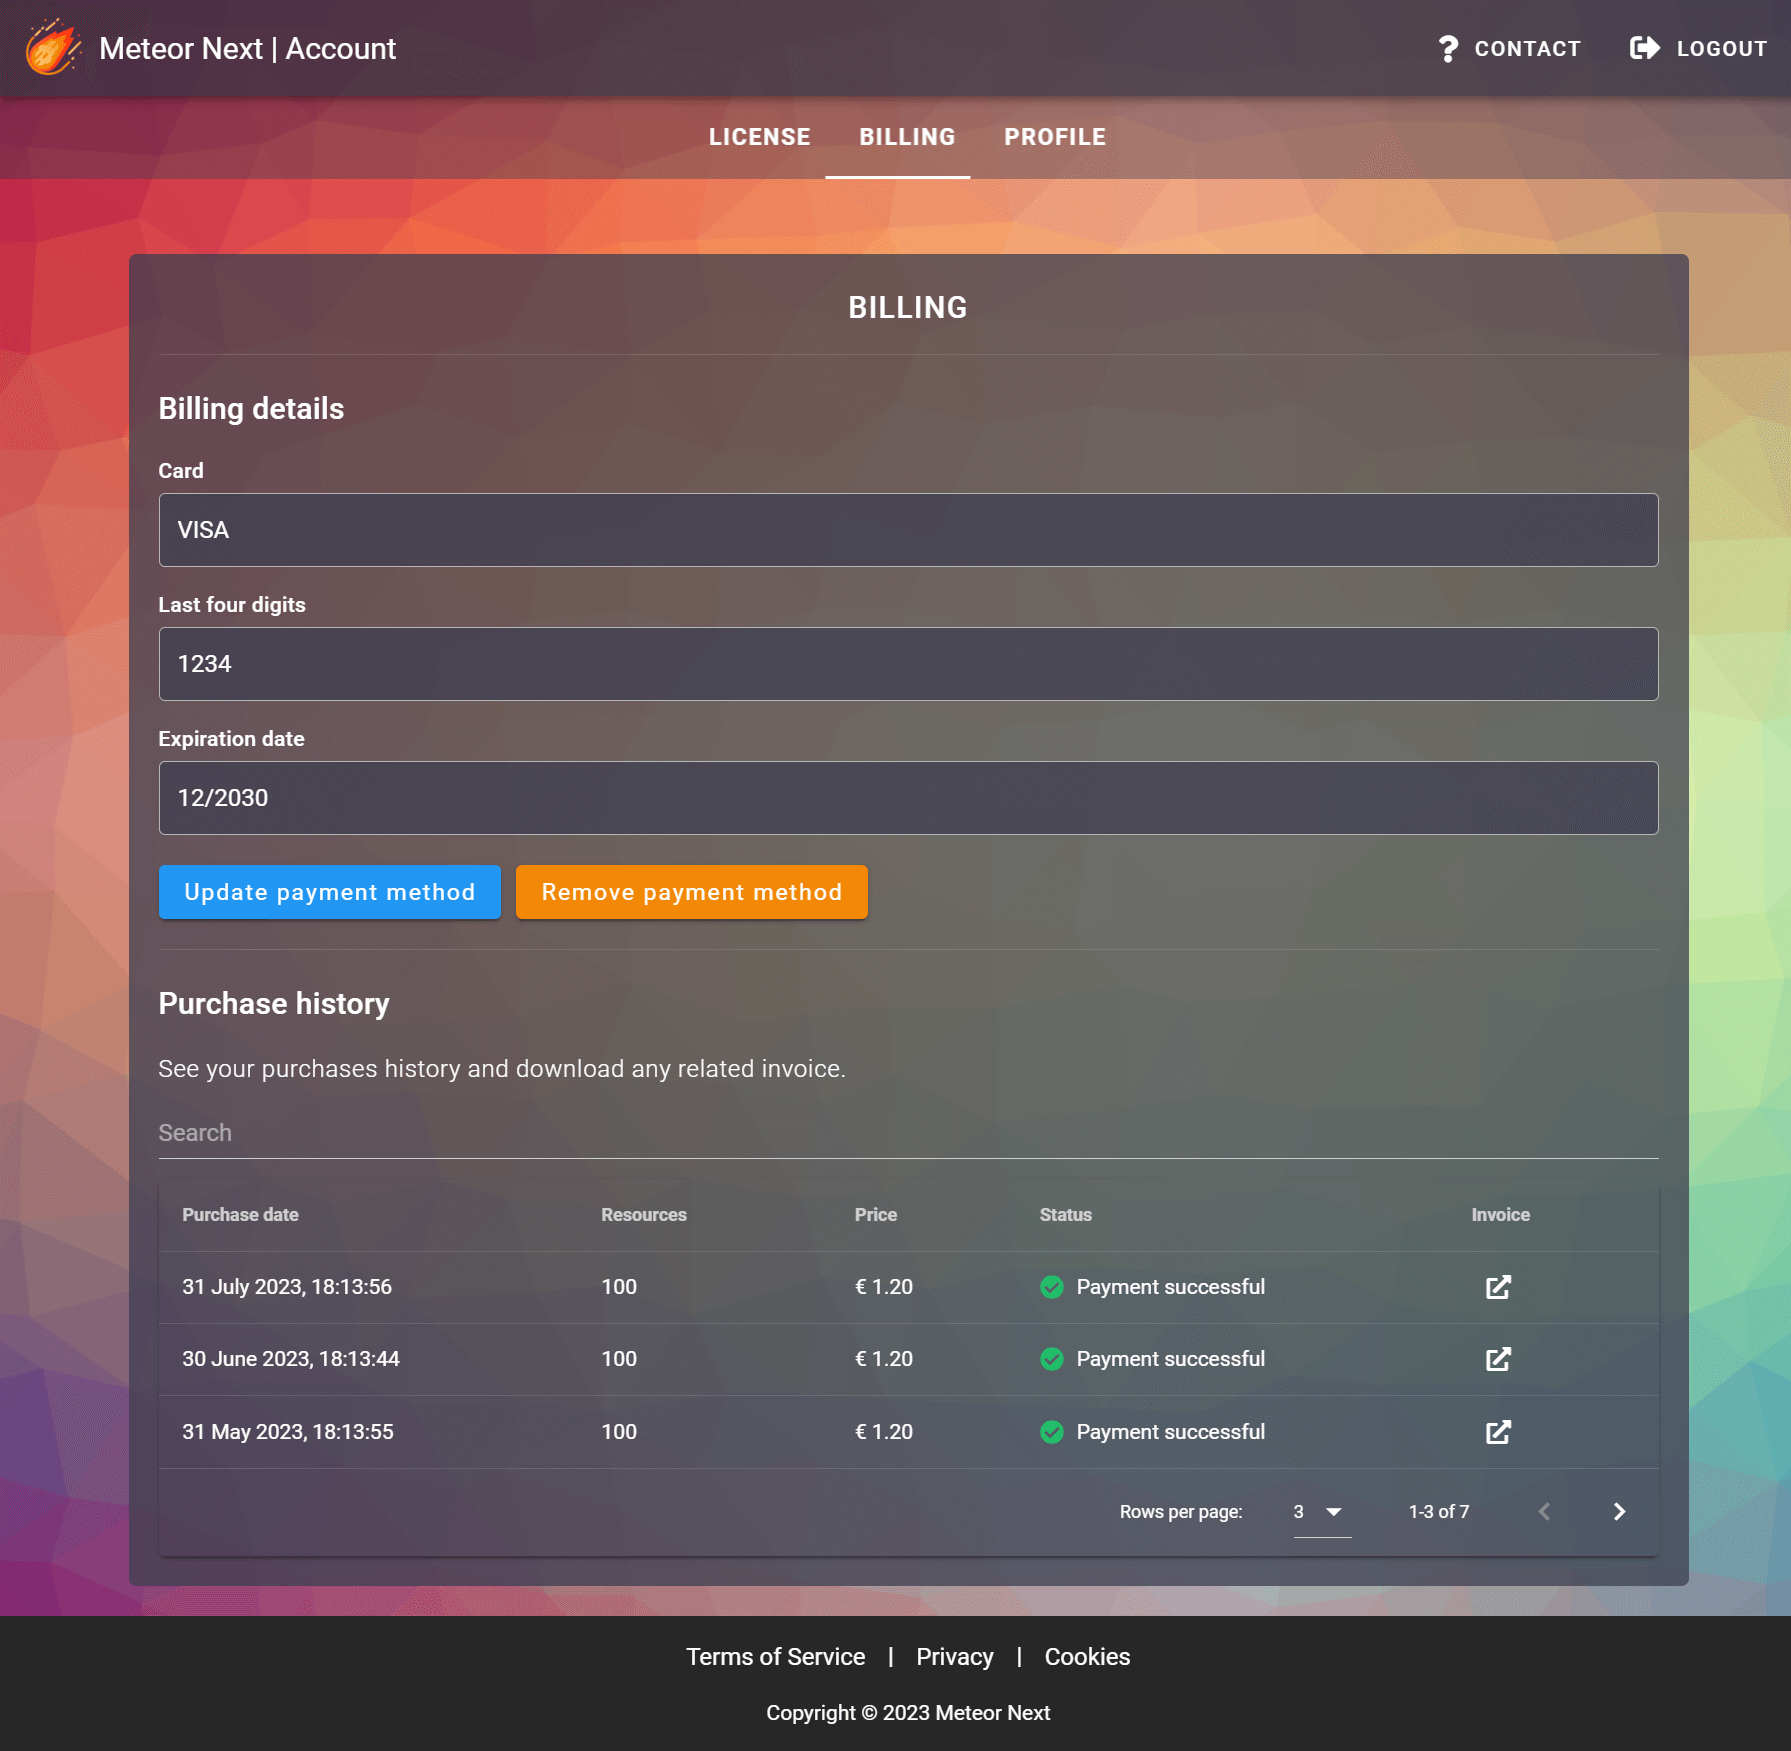 Meteor Next | Account
CONTACT
LOGOUT
LICENSE
BILLING
PROFILE
BILLING
Billing details
Card
VISA
Last four digits
1234
Expiration date
12/2030
Update payment method
Remove payment method
Purchase history
See your purchases history and download any related invoice.
Search
Purchase date Resources Price Status Invoice
31 July 2023, 18:13:56 100 € 1.20 Payment successful
30 June 2023, 18:13:44 100 € 1.20 Payment successful
31 May 2023, 18:13:55 100 € 1.20 Payment successful
Rows per page: 3 1-3 of 7
Terms of Service | Privacy | Cookies
Copyright © 2023 Meteor Next